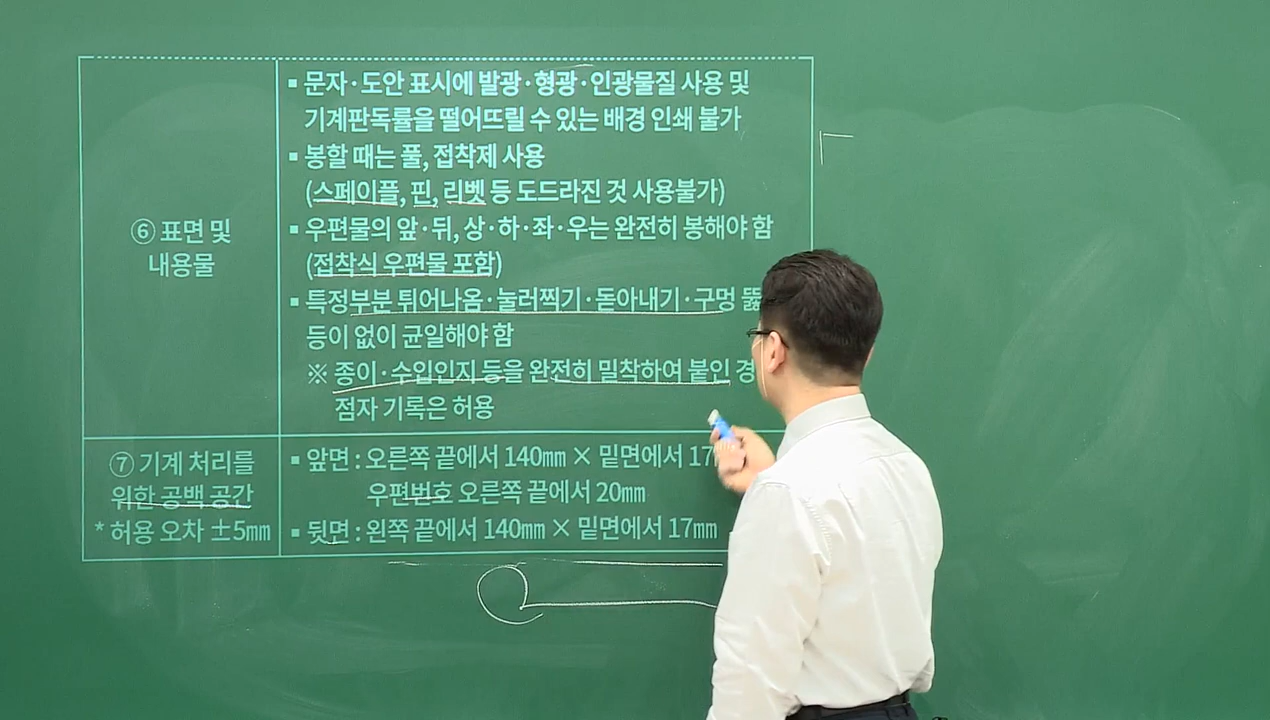 ⑥ 표면 및
내용물
▪ 문자·도안 표시에 발광·형광·인광물질 사용 및
기계판독률을 떨어뜨릴 수 있는 배경 인쇄 불가
▪ 봉할 때는 풀, 접착제 사용
(스페이플, 핀, 리벳 등 도드라진 것 사용불가)
▪ 우편물의 앞·뒤, 상·하·좌·우는 완전히 봉해야 함
(접착식 우편물 포함)
▪ 특정부분 튀어나옴·눌러찍기·돋아내기·구멍
등이 없이 균일해야 함
※ 종이·수입인지 등을 완전히 밀착하여 붙인
점자 기록은 허용
⑦ 기계 처리를
위한 공백 공간
* 허용 오차 ±5㎜
▪ 앞면 : 오른쪽 끝에서 140㎜ × 밑면에서 17
우편번호 오른쪽 끝에서 20㎜
▪ 뒷면 : 왼쪽 끝에서 140㎜ × 밑면에서 17㎜